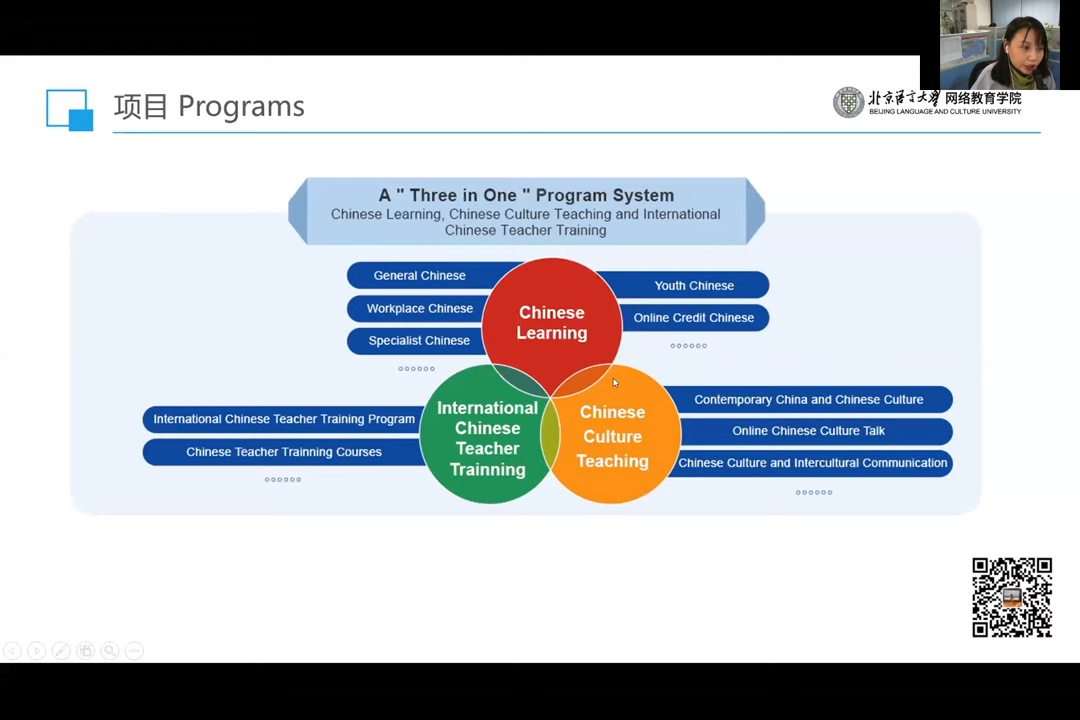 项目 Programs
北京语言大学 网络教育学院
BEIJING LANGUAGE AND CULTURE UNIVERSITY
A " Three in One " Program System
Chinese Learning, Chinese Culture Teaching and International
Chinese Teacher Training
General Chinese
Workplace Chinese
Specialist Chinese
Chinese
Learning
Youth Chinese
Online Credit Chinese
International Chinese Teacher Training Program
Chinese Teacher Trainning Courses
International
Chinese
Teacher
Trainning
Chinese
Culture
Teaching
Contemporary China and Chinese Culture
Online Chinese Culture Talk
Chinese Culture and Intercultural Communication